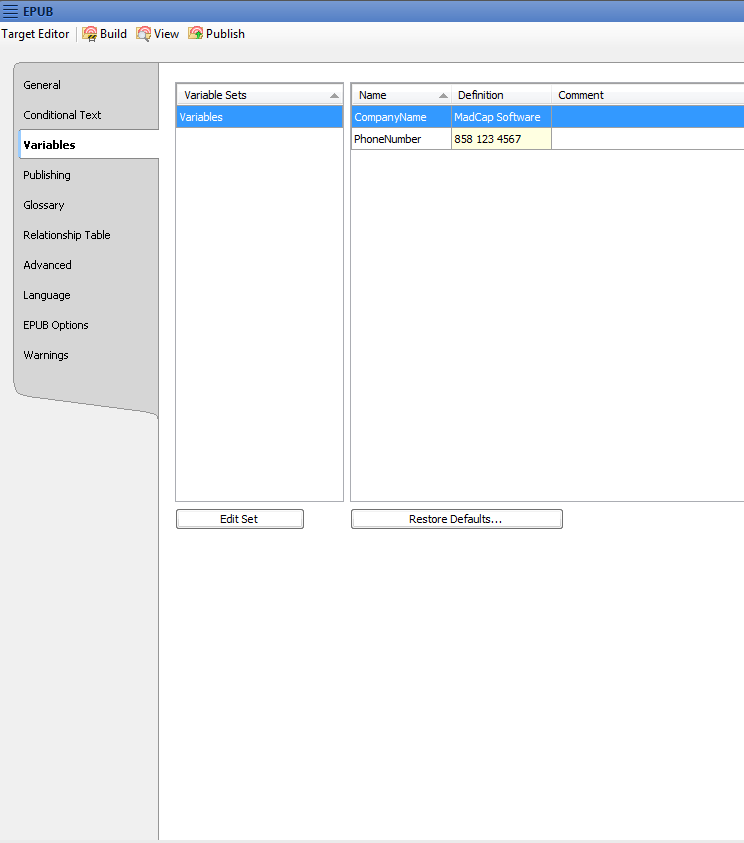 EPUB
Target Editor Build View Publish
General
Conditional Text
Variables
Publishing
Glossary
Relationship Table
Advanced
Language
EPUB Options
Warnings
Variable Sets
Variables
Edit Set
Name Definition Comment
CompanyName MadCap Software
PhoneNumber 858 123 4567
Restore Defaults...